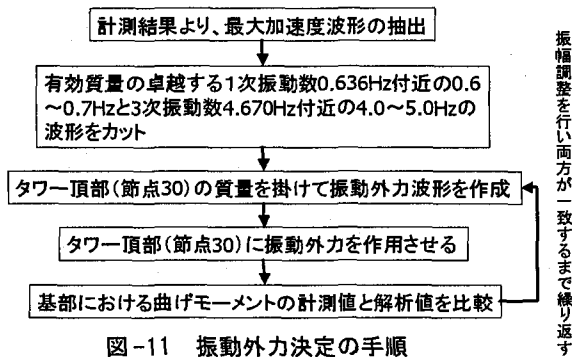 計測結果より、最大加速度波形の抽出
有効質量の卓越する1次振動数0.636Hz付近の0.6
～0.7Hzと3次振動数4.670Hz付近の4.0～5.0Hzの
波形をカット
タワー頂部(節点30)の質量を掛けて振動外力波形を作成
タワー頂部(節点30)に振動外力を作用させる
基部における曲げモーメントの計測値と解析値を比較
振幅調整を行い両方が一致するまで繰り返す
図-11 振動外力決定の手順